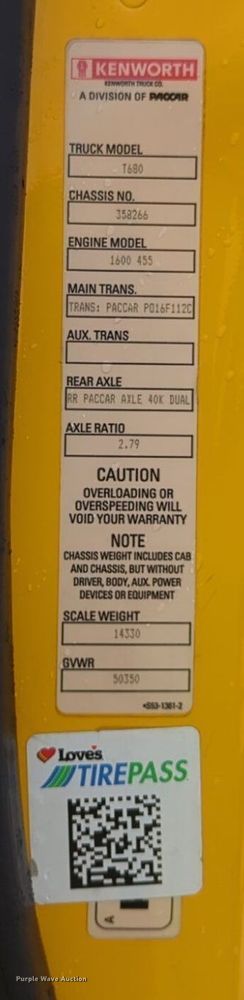 KENWORTH
KENWORTH TRUCK CO.
A DIVISION OF PACCAR
TRUCK MODEL
T680
CHASSIS NO.
358266
ENGINE MODEL
1600 455
MAIN TRANS.
TRANS: PACCAR PO16F112C
AUX. TRANS
REAR AXLE
RR PACCAR AXLE 40K DUAL
AXLE RATIO
2.79
CAUTION
OVERLOADING OR
OVERSPEEDING WILL
VOID YOUR WARRANTY
NOTE
CHASSIS WEIGHT INCLUDES CAB
AND CHASSIS, BUT WITHOUT
DRIVER, BODY, AUX. POWER
DEVICES OR EQUIPMENT
SCALE WEIGHT
14330
GVWR
50350
S53-1361-2
Love's
TIREPASS
A
Purple Wave Auction